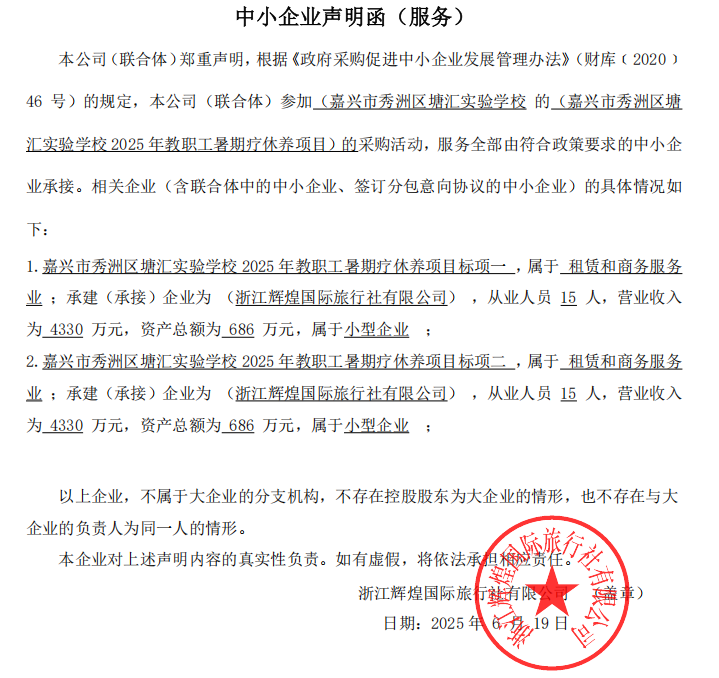 中小企业声明函（服务）
本公司（联合体）郑重声明，根据《政府采购促进中小企业发展管理办法》（财库﹝2020﹞
46 号）的规定，本公司（联合体）参加（嘉兴市秀洲区塘汇实验学校 的（嘉兴市秀洲区塘
汇实验学校 2025 年教职工暑期疗休养项目）的采购活动，服务全部由符合政策要求的中小企
业承接。相关企业（含联合体中的中小企业、签订分包意向协议的中小企业）的具体情况如
下：
1.嘉兴市秀洲区塘汇实验学校 2025 年教职工暑期疗休养项目标项一 ，属于 租赁和商务服务
业 ；承建（承接）企业为 （浙江辉煌国际旅行社有限公司），从业人员 15 人，营业收入
为 4330 万元，资产总额为 686 万元，属于小型企业 ；
2.嘉兴市秀洲区塘汇实验学校 2025 年教职工暑期疗休养项目标项二 ，属于 租赁和商务服务
业 ；承建（承接）企业为 （浙江辉煌国际旅行社有限公司），从业人员 15 人，营业收入
为 4330 万元，资产总额为 686 万元，属于小型企业 ；
以上企业，不属于大企业的分支机构，不存在控股股东为大企业的情形，也不存在与大
企业的负责人为同一人的情形。
本企业对上述声明内容的真实性负责。如有虚假，将依法承担相应责任。
浙江辉煌国际旅行社有限公司 （盖章）
日期：2025 年 6 月 19 日
浙江辉煌国际旅行社有限公司